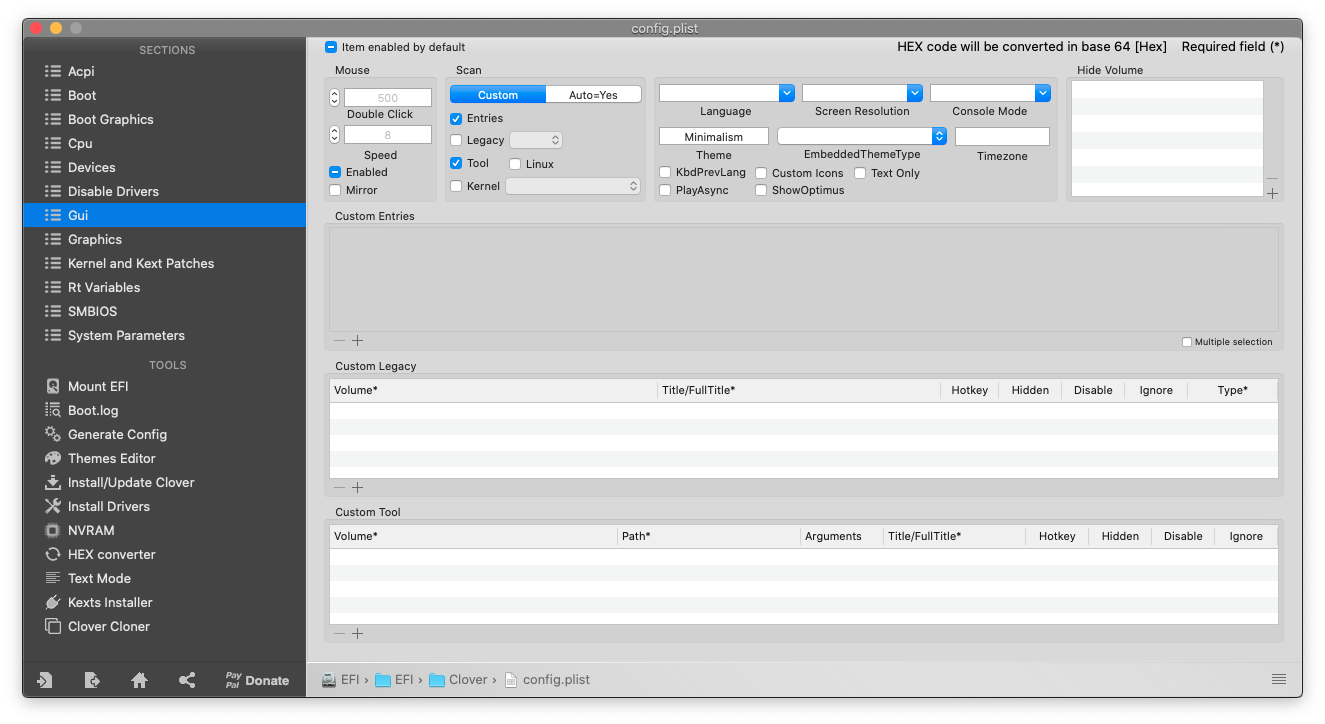 config.plist
SECTIONS
Acpi
Boot
Boot Graphics
Cpu
Devices
Disable Drivers
Gui
Graphics
Kernel and Kext Patches
Rt Variables
SMBIOS
System Parameters
TOOLS
Mount EFI
Boot.log
Generate Config
Themes Editor
Install/Update Clover
Install Drivers
NVRAM
HEX converter
Text Mode
Kexts Installer
Clover Cloner
Pay Pal Donate
Item enabled by default
HEX code will be converted in base 64 [Hex] Required field (*)
Mouse
500
Double Click
8
Speed
Enabled
Mirror
Scan
Custom Auto=Yes
Entries
Legacy
Tool Linux
Kernel
Language Screen Resolution Console Mode
Minimalism
Theme EmbeddedThemeType Timezone
KbdPrevLang Custom Icons Text Only
PlayAsync ShowOptimus
Hide Volume
Custom Entries
Multiple selection
Custom Legacy
Volume* Title/FullTitle* Hotkey Hidden Disable Ignore Type*
Custom Tool
Volume* Path* Arguments Title/FullTitle* Hotkey Hidden Disable Ignore
EFI › EFI › Clover › config.plist